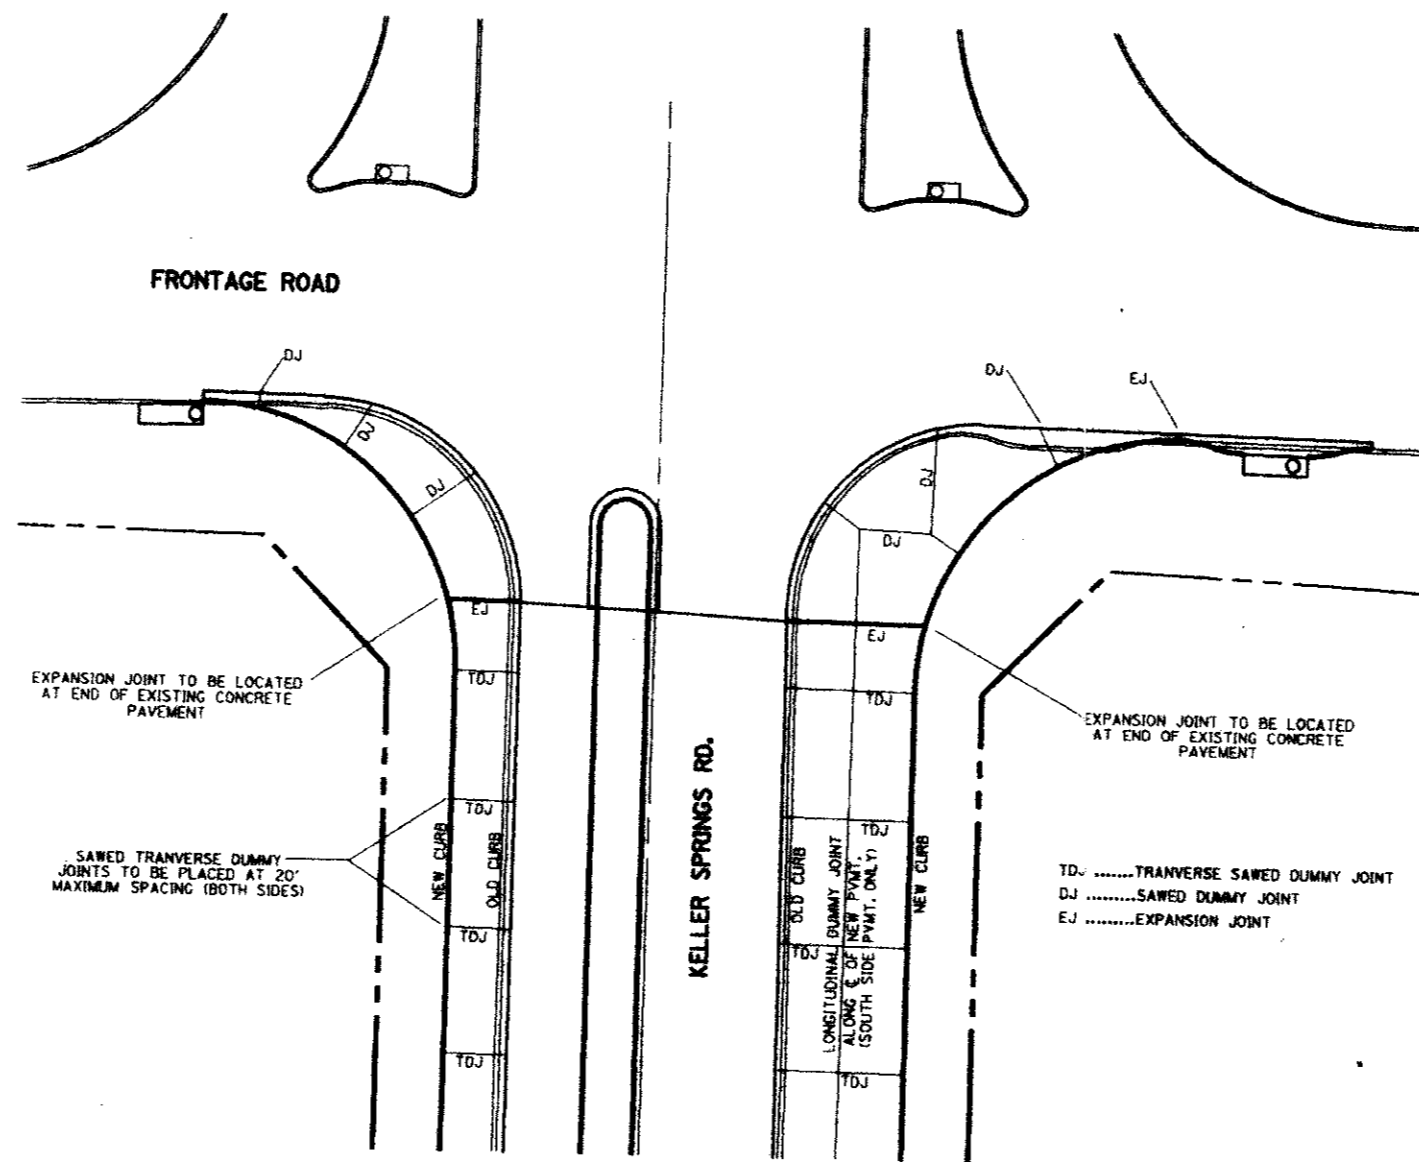 FRONTAGE ROAD
DJ
DJ
DJ
DJ
EJ
DJ
DJ
EJ
EJ
TDJ
TDJ
EXPANSION JOINT TO BE LOCATED
AT END OF EXISTING CONCRETE
PAVEMENT
EXPANSION JOINT TO BE LOCATED
AT END OF EXISTING CONCRETE
PAVEMENT
KELLER SPRINGS RD.
TDJ
TDJ
SAWED TRANVERSE DUMMY
JOINTS TO BE PLACED AT 20'
MAXIMUM SPACING (BOTH SIDES)
NEW CURB
OLD CURB
OLD CURB
LONGITUDINAL DUMMY JOINT
ALONG ℄ OF NEW PVMT.
(SOUTH SIDE PVMT. ONLY)
NEW CURB
TDJ .......TRANVERSE SAWED DUMMY JOINT
DJ .........SAWED DUMMY JOINT
EJ .........EXPANSION JOINT
TDJ
TDJ
TDJ
TDJ